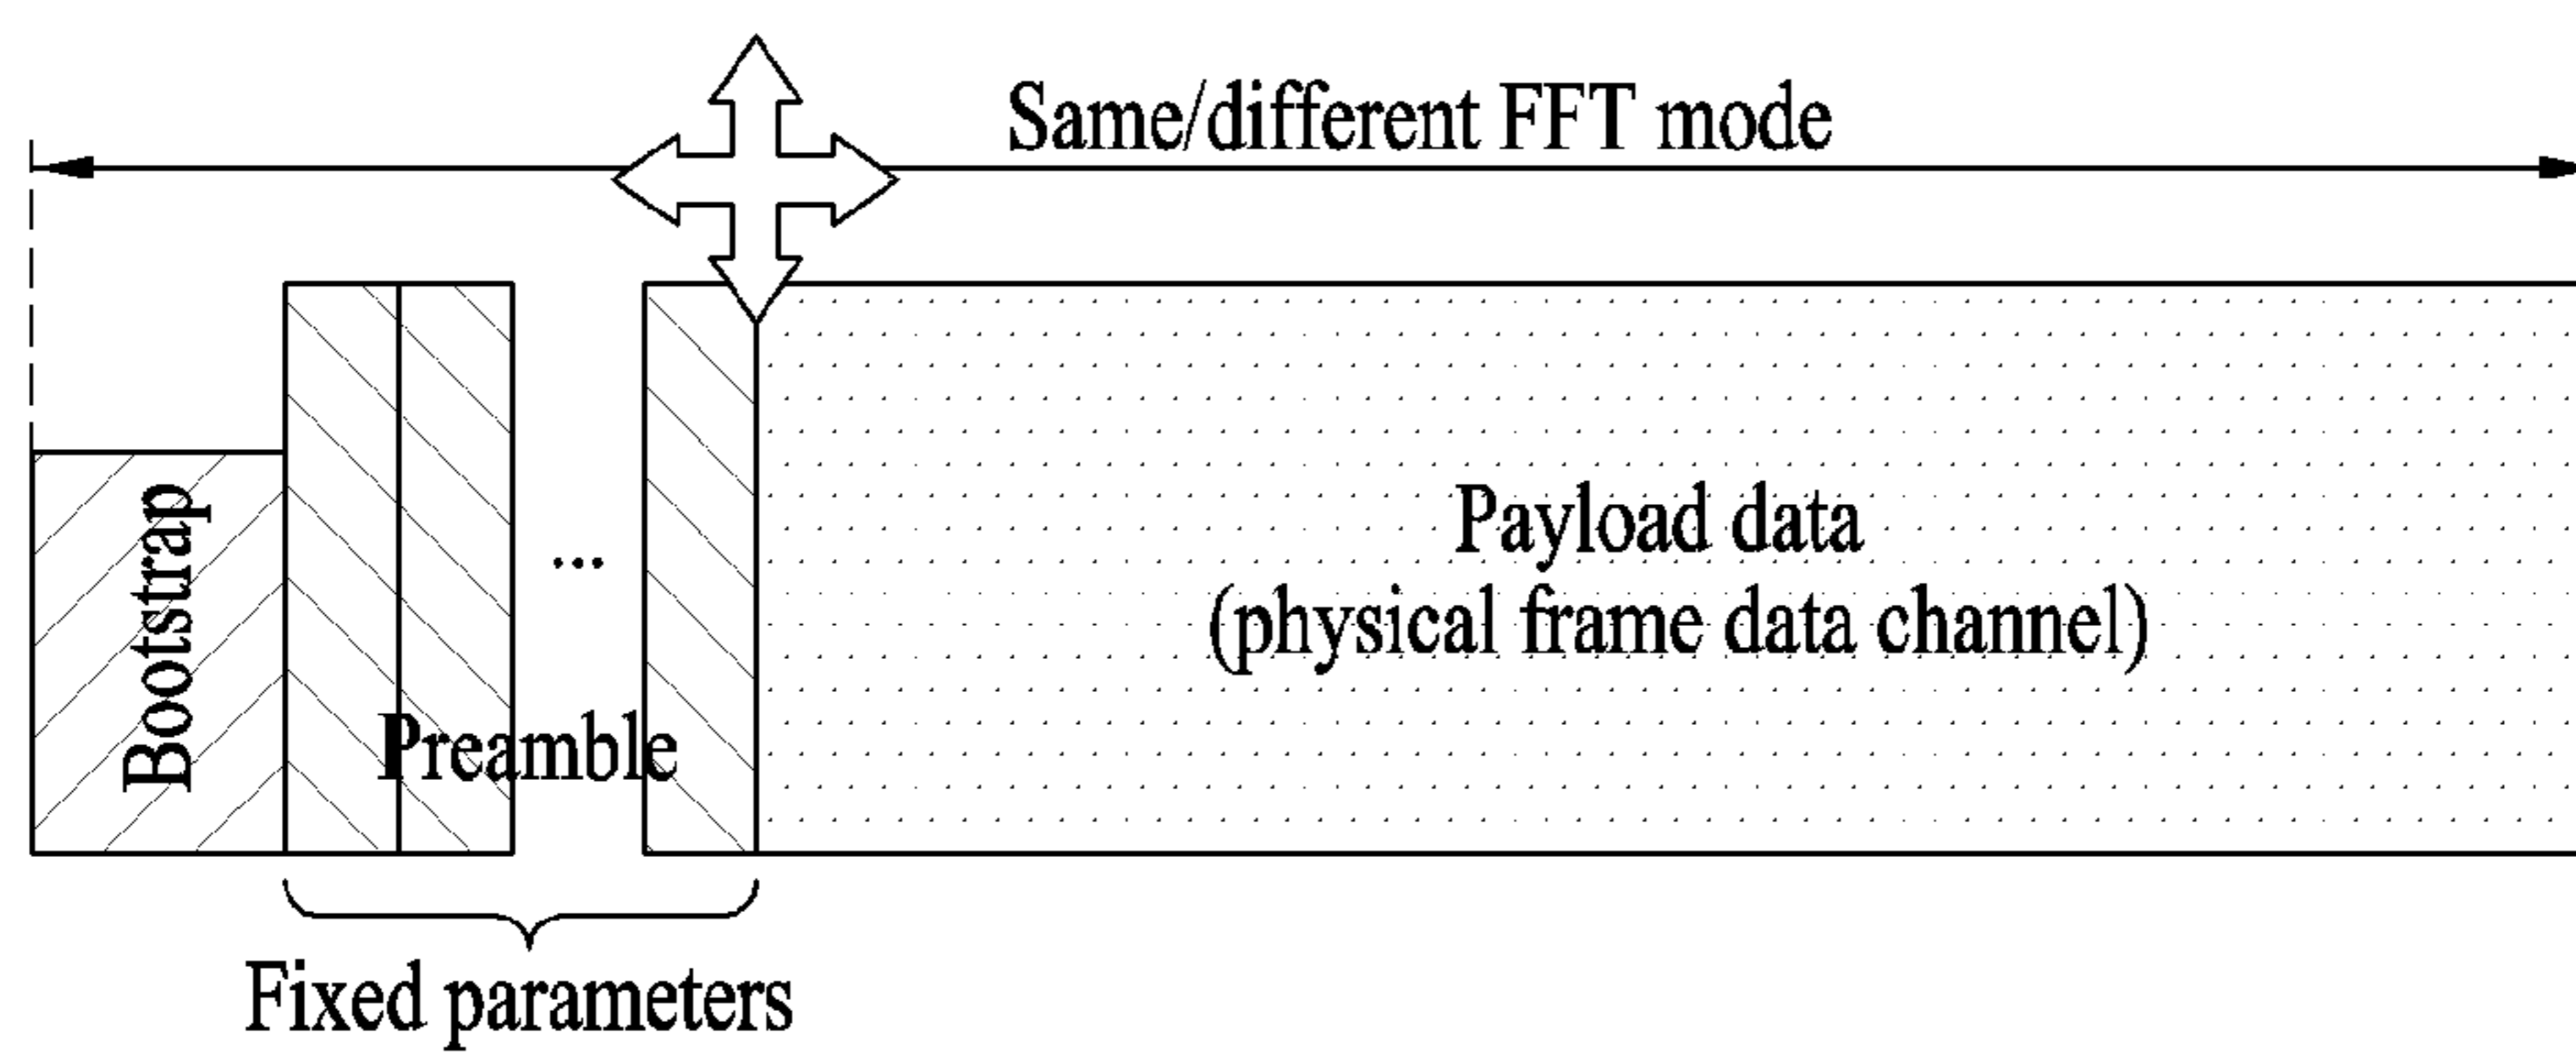 Same/different FFT mode
Bootstrap
...
Preamble
Payload data
(physical frame data channel)
Fixed parameters